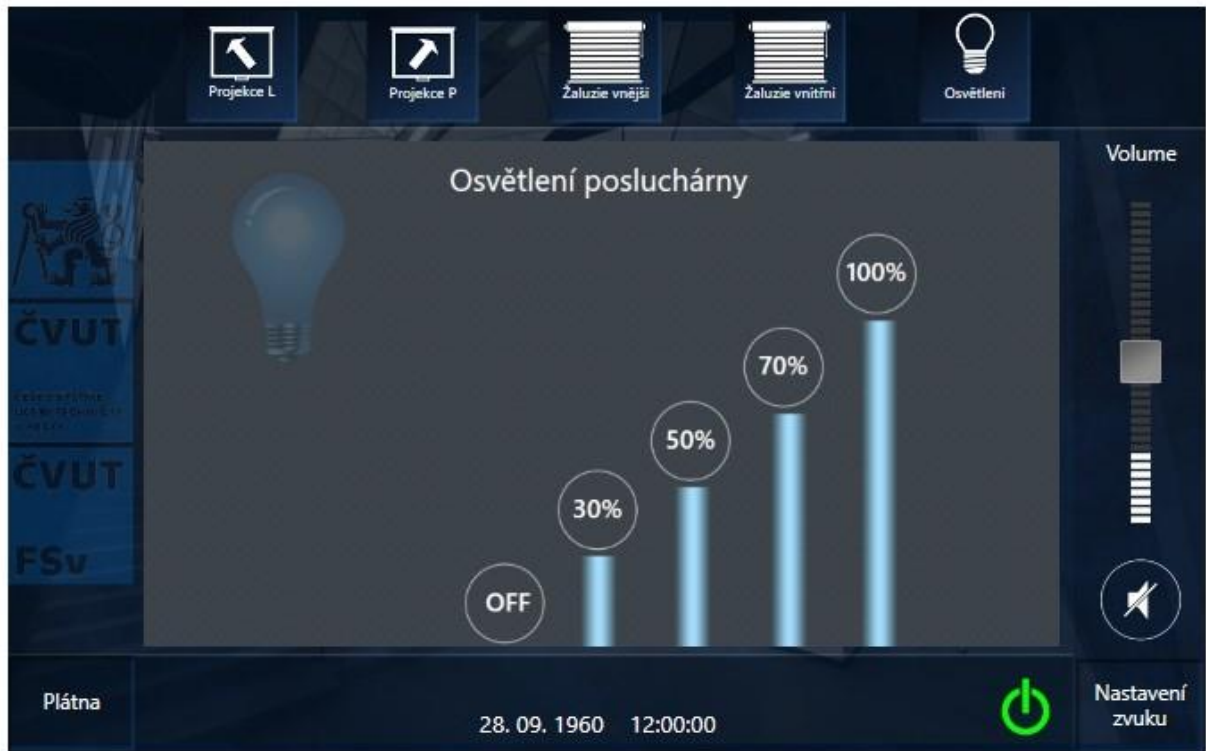 Projekce L
Projekce P
Žaluzie vnější
Žaluzie vnitřní
Osvětlení
Volume
Osvětlení posluchárny
100%
70%
50%
30%
OFF
ČVUT
ČVUT
FSv
Plátna
28. 09. 1960 12:00:00
Nastavení
zvuku